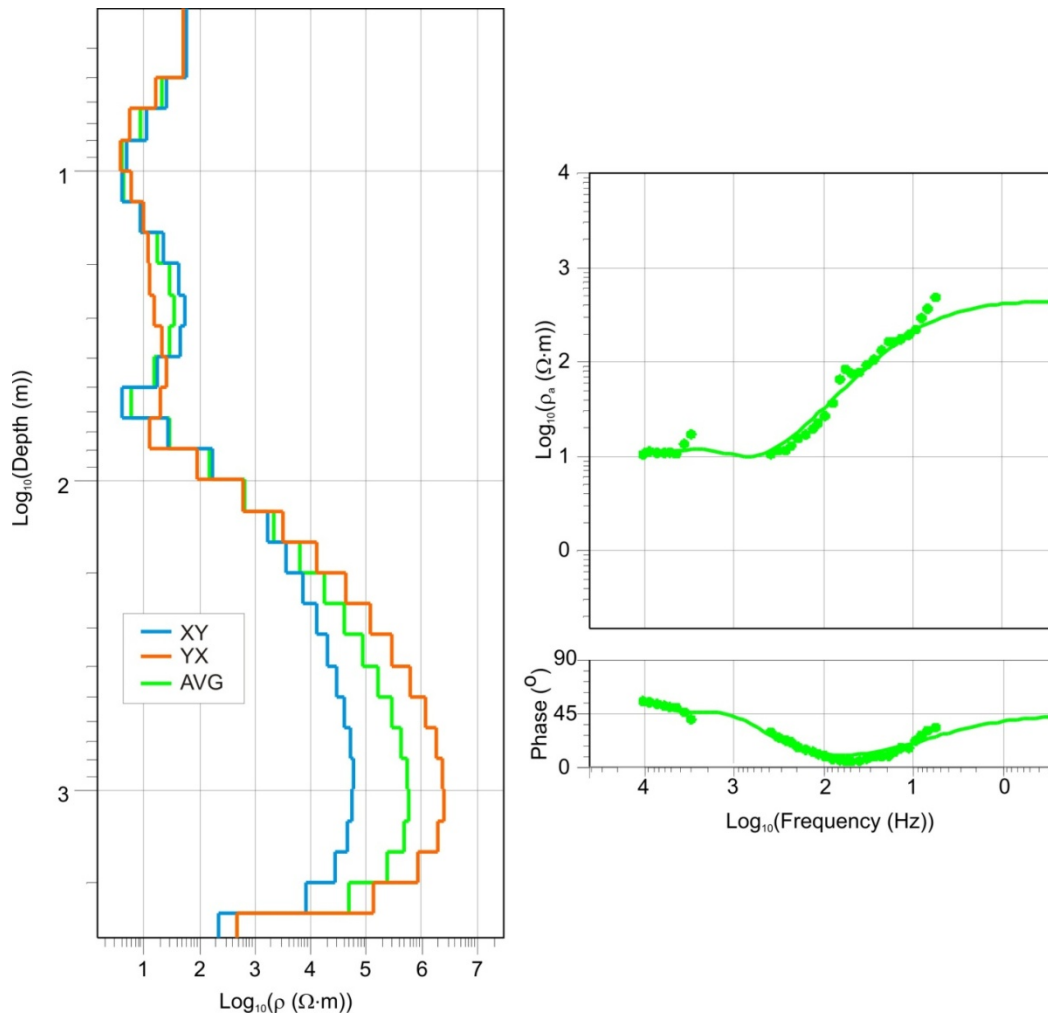 Log₁₀(Depth (m))
1
2
3
XY
YX
AVG
1 2 3 4 5 6 7
Log₁₀(ρ (Ω·m))
Log₁₀(ρₐ (Ω·m))
4
3
2
1
0
Phase (°)
90
45
0
4 3 2 1 0
Log₁₀(Frequency (Hz))